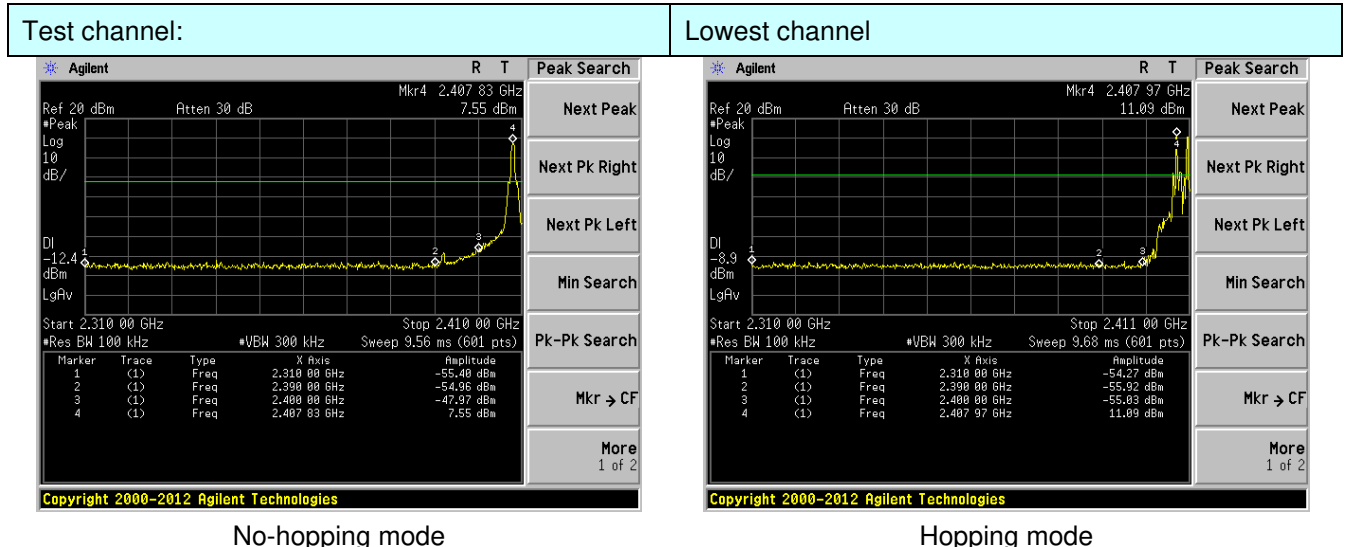 Test channel:
Lowest channel
Agilent R T Peak Search
Mkr4 2.407 83 GHz
Ref 20 dBm Atten 30 dB 7.55 dBm
#Peak
Log
10
dB/
DI
-12.4
dBm
LgAv
1
2
3
4
Start 2.310 00 GHz Stop 2.410 00 GHz
#Res BW 100 kHz #VBW 300 kHz Sweep 9.56 ms (601 pts)
Marker Trace Type X Axis Amplitude
1 (1) Freq 2.310 00 GHz -55.40 dBm
2 (1) Freq 2.390 00 GHz -54.96 dBm
3 (1) Freq 2.400 00 GHz -47.97 dBm
4 (1) Freq 2.407 83 GHz 7.55 dBm
Next Peak
Next Pk Right
Next Pk Left
Min Search
Pk-Pk Search
Mkr → CF
More
1 of 2
Copyright 2000-2012 Agilent Technologies
No-hopping mode
Agilent R T Peak Search
Mkr4 2.407 97 GHz
Ref 20 dBm Atten 30 dB 11.09 dBm
#Peak
Log
10
dB/
DI
-8.9
dBm
LgAv
1
2
3
4
Start 2.310 00 GHz Stop 2.411 00 GHz
#Res BW 100 kHz #VBW 300 kHz Sweep 9.68 ms (601 pts)
Marker Trace Type X Axis Amplitude
1 (1) Freq 2.310 00 GHz -54.27 dBm
2 (1) Freq 2.390 00 GHz -55.92 dBm
3 (1) Freq 2.400 00 GHz -55.03 dBm
4 (1) Freq 2.407 97 GHz 11.09 dBm
Next Peak
Next Pk Right
Next Pk Left
Min Search
Pk-Pk Search
Mkr → CF
More
1 of 2
Copyright 2000-2012 Agilent Technologies
Hopping mode